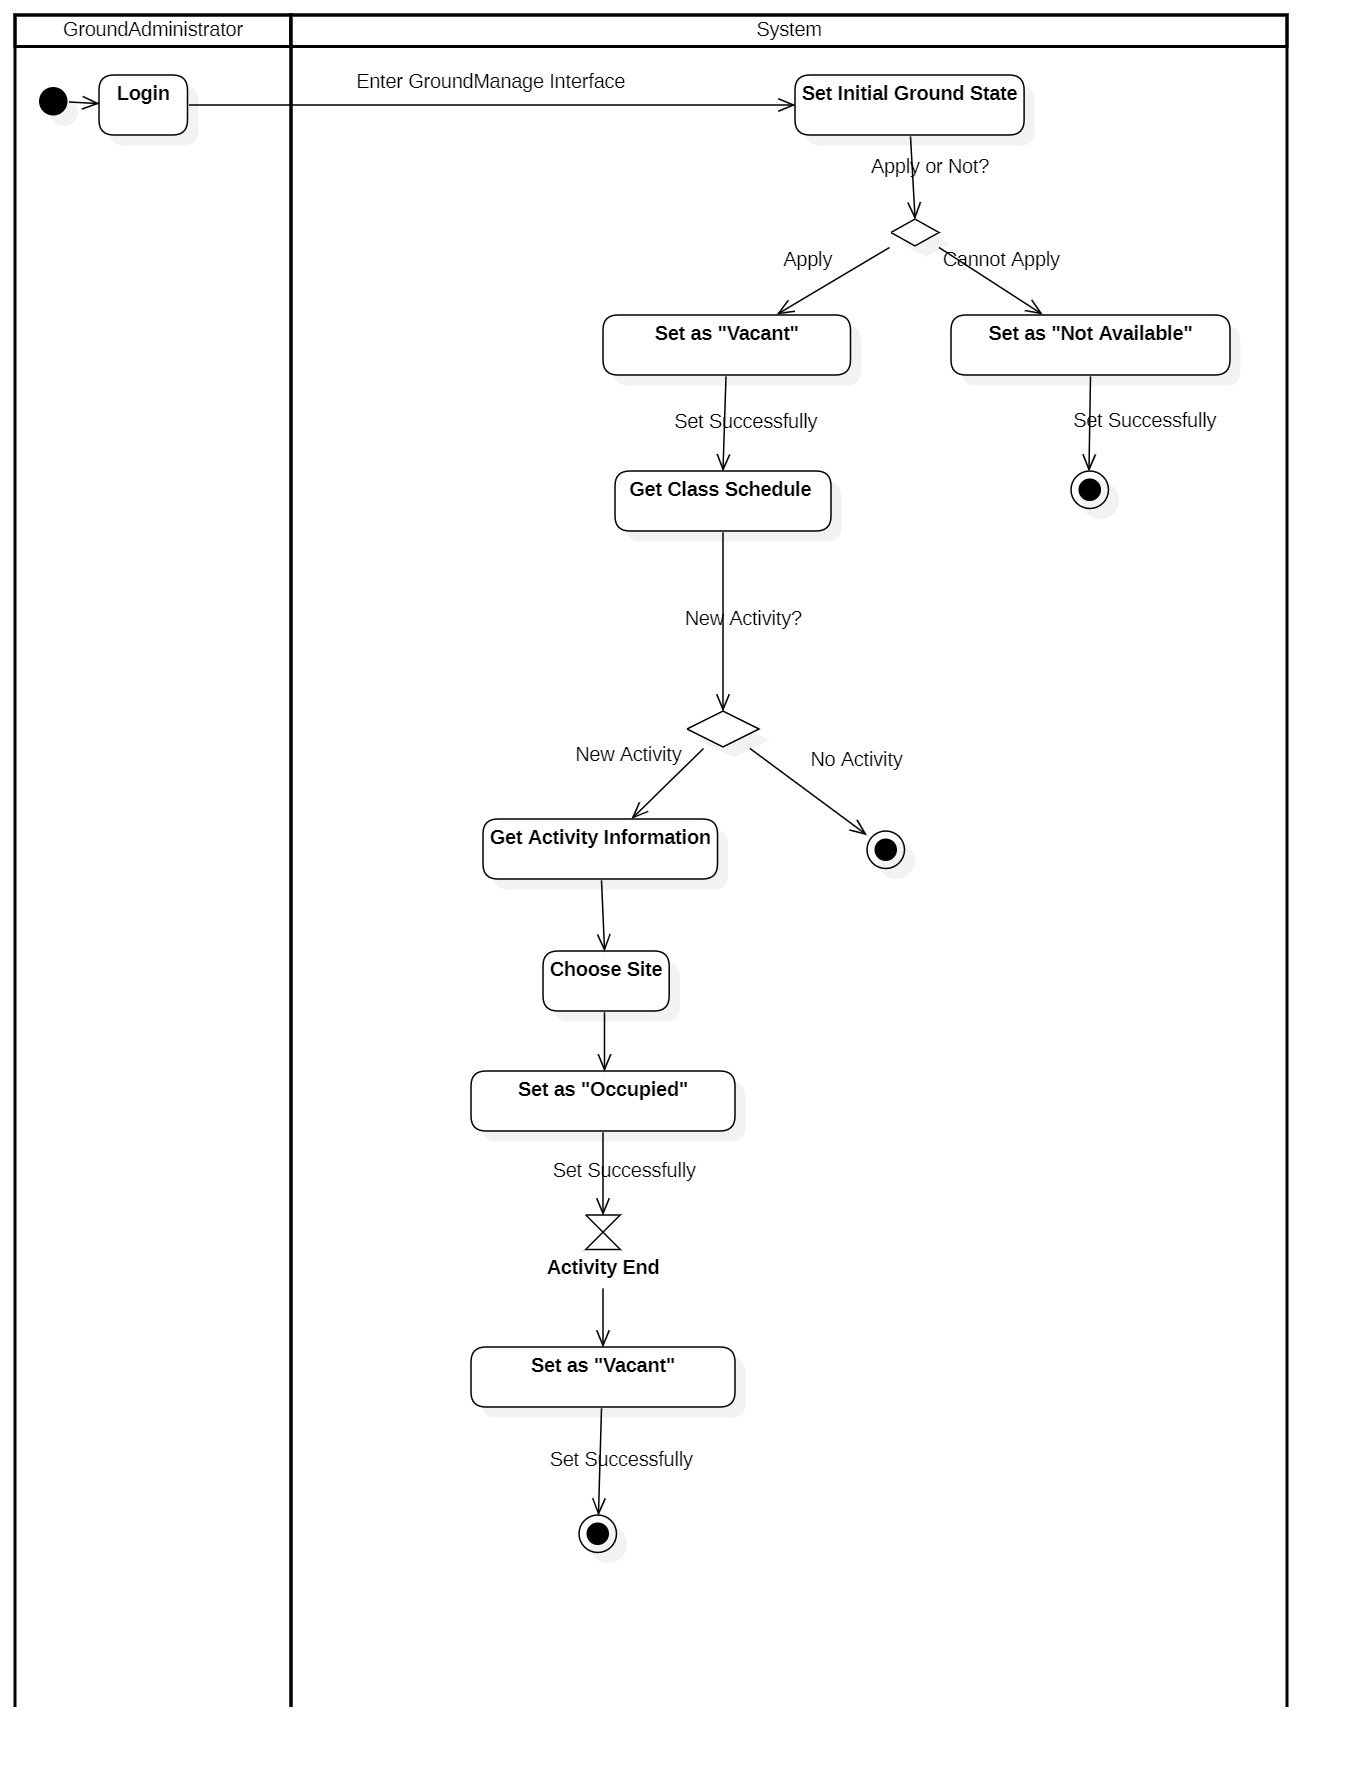 GroundAdministrator
System
Login
Enter GroundManage Interface
Set Initial Ground State
Apply or Not?
Apply
Cannot Apply
Set as "Vacant"
Set as "Not Available"
Set Successfully
Set Successfully
Get Class Schedule
New Activity?
New Activity
No Activity
Get Activity Information
Choose Site
Set as "Occupied"
Set Successfully
Activity End
Set as "Vacant"
Set Successfully